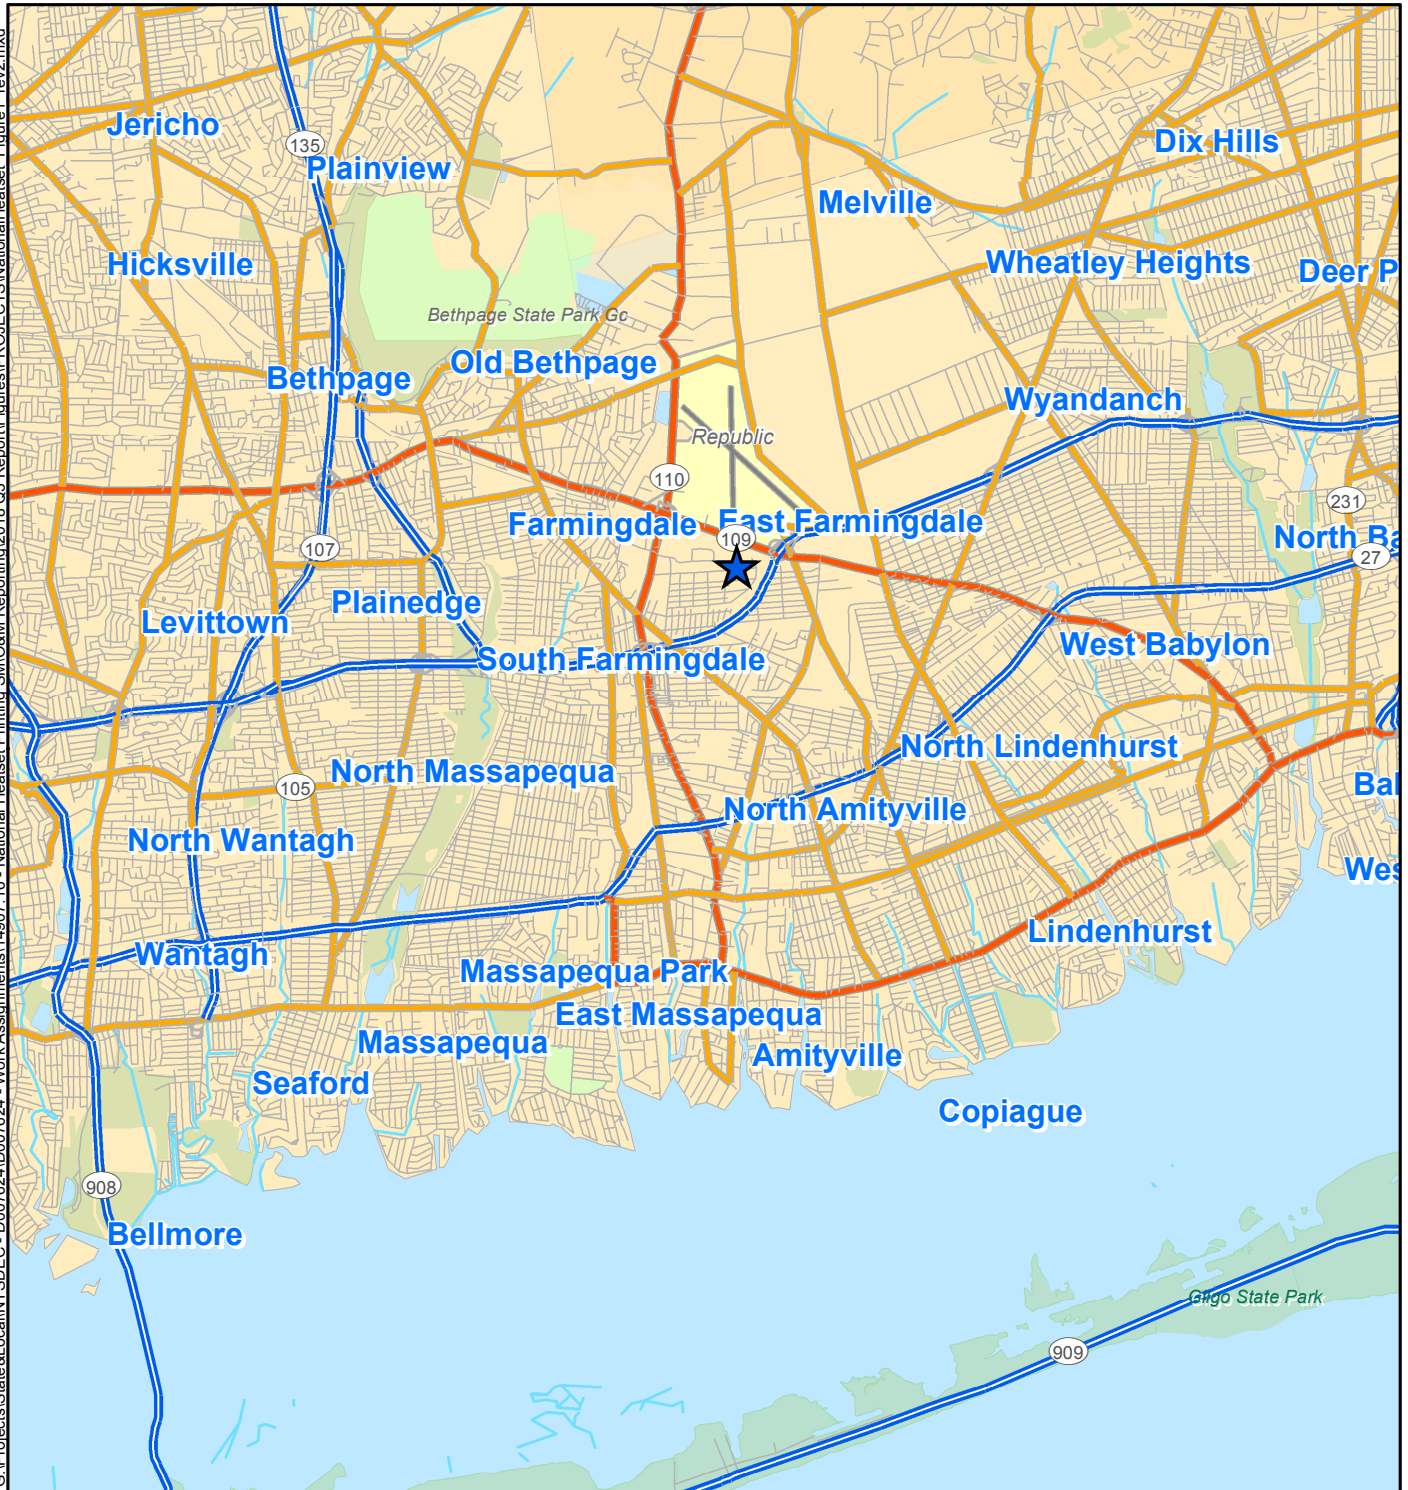 Jericho
135
Plainview
Dix Hills
Melville
Hicksville
Wheatley Heights
Deer P
Bethpage State Park Gc
Old Bethpage
Bethpage
Wyandanch
Republic
110
231
Farmingdale
East Farmingdale
109
107
North Ba
27
Plainedge
Levittown
West Babylon
South Farmingdale
North Lindenhurst
North Massapequa
105
Bal
North Amityville
North Wantagh
Wes
Lindenhurst
Wantagh
Massapequa Park
East Massapequa
Massapequa
Amityville
Seaford
Copiague
908
Bellmore
Gilgo State Park
909